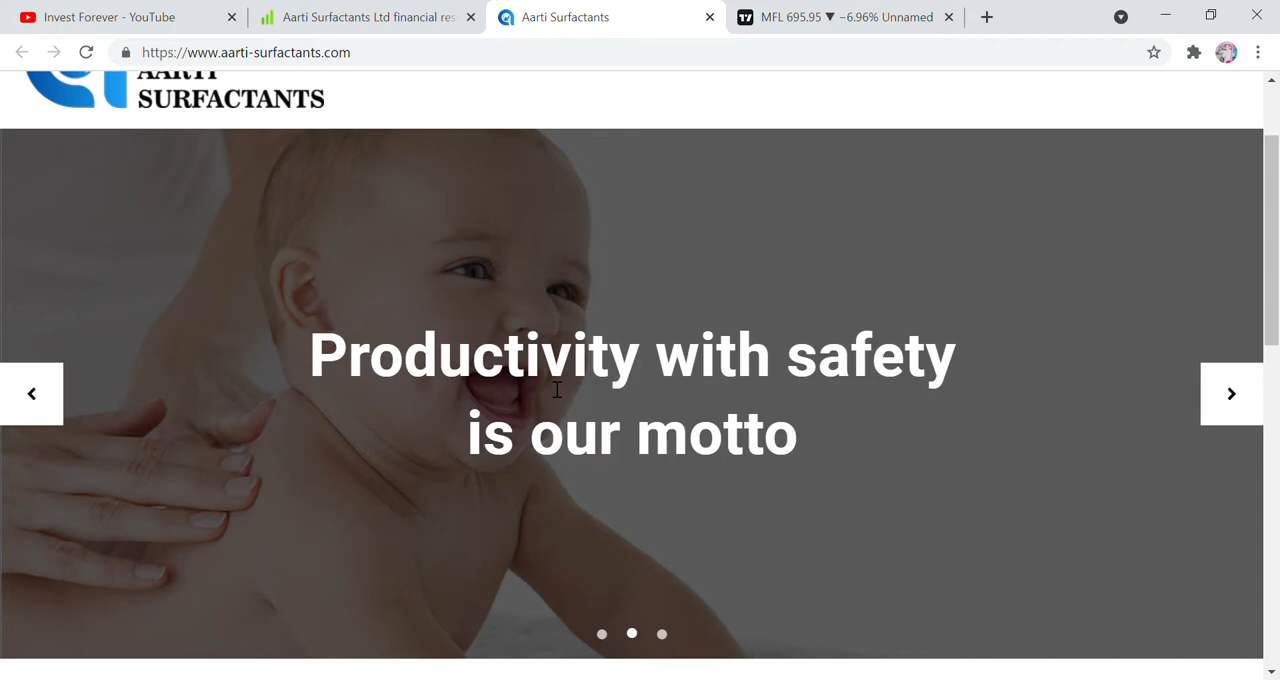 Invest Forever - YouTube
Aarti Surfactants Ltd financial res
Aarti Surfactants
MFL 695.95 ▼ −6.96% Unnamed
https://www.aarti-surfactants.com
AARTI
SURFACTANTS
Productivity with safety
is our motto